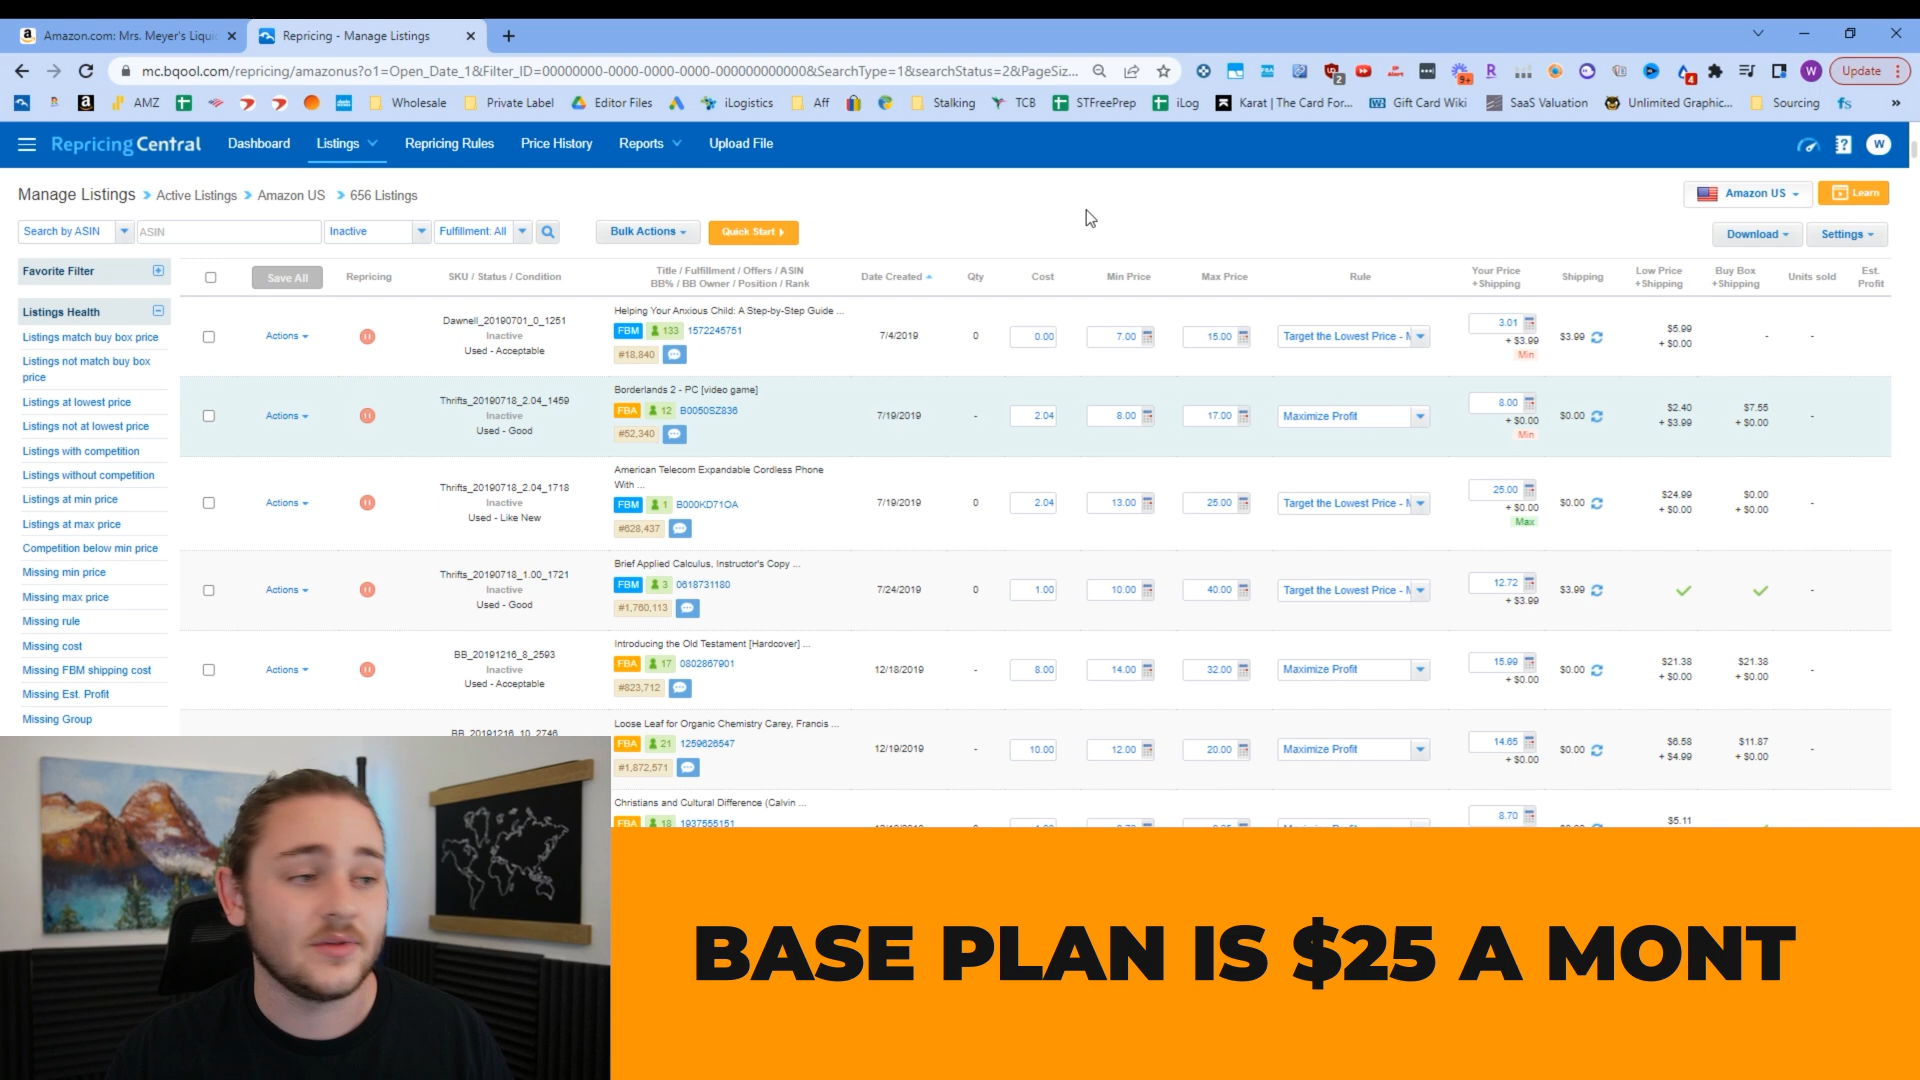 Amazon.com: Mrs. Meyer's Liquid
Repricing - Manage Listings
mc.bqool.com/repricing/amazonus?o1=Open_Date_1&Filter_ID=00000000-0000-0000-0000-000000000000&SearchType=1&searchStatus=2&PageSiz...
Update
AMZ
Wholesale
Private Label
Editor Files
iLogistics
Aff
Stalking
TCB
STFreePrep
iLog
Karat | The Card For...
Gift Card Wiki
SaaS Valuation
Unlimited Graphic...
Sourcing
fs
Repricing Central
Dashboard
Listings
Repricing Rules
Price History
Reports
Upload File
W
Manage Listings > Active Listings > Amazon US > 656 Listings
Amazon US
Learn
Search by ASIN
ASIN
Inactive
Fulfillment: All
Bulk Actions
Quick Start
Download
Settings
Favorite Filter
Listings Health
Listings match buy box price
Listings not match buy box
price
Listings at lowest price
Listings not at lowest price
Listings with competition
Listings without competition
Listings at min price
Listings at max price
Competition below min price
Missing min price
Missing max price
Missing rule
Missing cost
Missing FBM shipping cost
Missing Est. Profit
Missing Group
Save All
Repricing
SKU / Status / Condition
Title / Fulfillment / Offers / ASIN
BB% / BB Owner / Position / Rank
Date Created
Qty
Cost
Min Price
Max Price
Rule
Your Price
+Shipping
Shipping
Low Price
+Shipping
Buy Box
+Shipping
Units sold
Est.
Profit
Actions
Dawnell_20190701_0_1251
Inactive
Used - Acceptable
Helping Your Anxious Child: A Step-by-Step Guide ...
FBM 133 1572245751
#18,840
7/4/2019
0
0.00
7.00
15.00
Target the Lowest Price - M
3.01
+ $3.99
Min
$3.99
$5.99
+ $0.00
-
-
Actions
Thrifts_20190718_2.04_1459
Inactive
Used - Good
Borderlands 2 - PC [video game]
FBA 12 B0050SZ836
#52,340
7/19/2019
-
2.04
8.00
17.00
Maximize Profit
8.00
+ $0.00
Min
$0.00
$2.40
+ $3.99
$7.55
+ $0.00
-
Actions
Thrifts_20190718_2.04_1718
Inactive
Used - Like New
American Telecom Expandable Cordless Phone
With ...
FBM 1 B000KD71OA
#628,437
7/19/2019
0
2.04
13.00
25.00
Target the Lowest Price - M
25.00
+ $0.00
Max
$0.00
$24.99
+ $0.00
$0.00
+ $0.00
-
Actions
Thrifts_20190718_1.00_1721
Inactive
Used - Good
Brief Applied Calculus, Instructor's Copy ...
FBM 3 0618731180
#1,760,113
7/24/2019
0
1.00
10.00
40.00
Target the Lowest Price - M
12.72
+ $3.99
$3.99
-
Actions
BB_20191216_8_2593
Inactive
Used - Acceptable
Introducing the Old Testament [Hardcover] ...
FBA 17 0802867901
#823,712
12/18/2019
-
8.00
14.00
32.00
Maximize Profit
15.99
+ $0.00
$0.00
$21.38
+ $0.00
$21.38
+ $0.00
-
BB_20191216_10_2746
Loose Leaf for Organic Chemistry Carey, Francis ...
FBA 21 1259626547
#1,872,571
12/19/2019
-
10.00
12.00
20.00
Maximize Profit
14.65
+ $0.00
$0.00
$6.58
+ $4.99
$11.87
+ $0.00
-
Christians and Cultural Difference (Calvin ...
FBA 18 1937555151
8.70
$5.11
BASE PLAN IS $25 A MONT